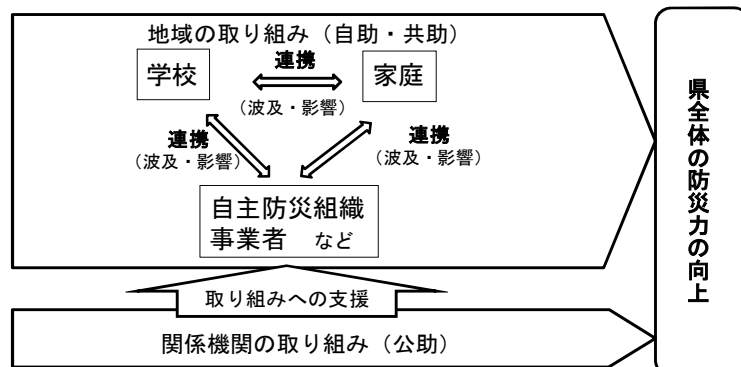 地域の取り組み（自助・共助）
連携
学校
家庭
（波及・影響）
連携
（波及・影響）
連携
（波及・影響）
自主防災組織
事業者　など
取り組みへの支援
関係機関の取り組み（公助）
県全体の防災力の向上